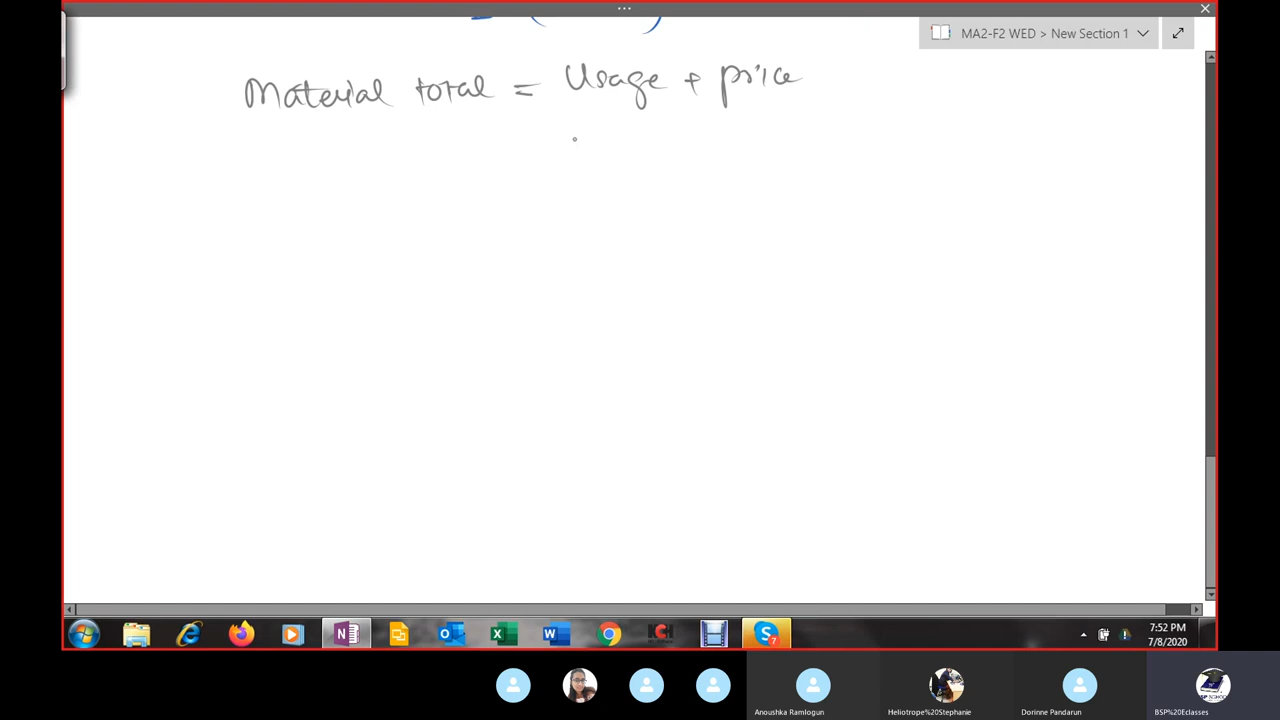 MA2-F2 WED > New Section 1
Material total = Usage + price
7:52 PM
7/8/2020
Anoushka Ramlogun
Heliotrope%20Stephanie
Dorinne Pandarun
BSP%20Eclasses